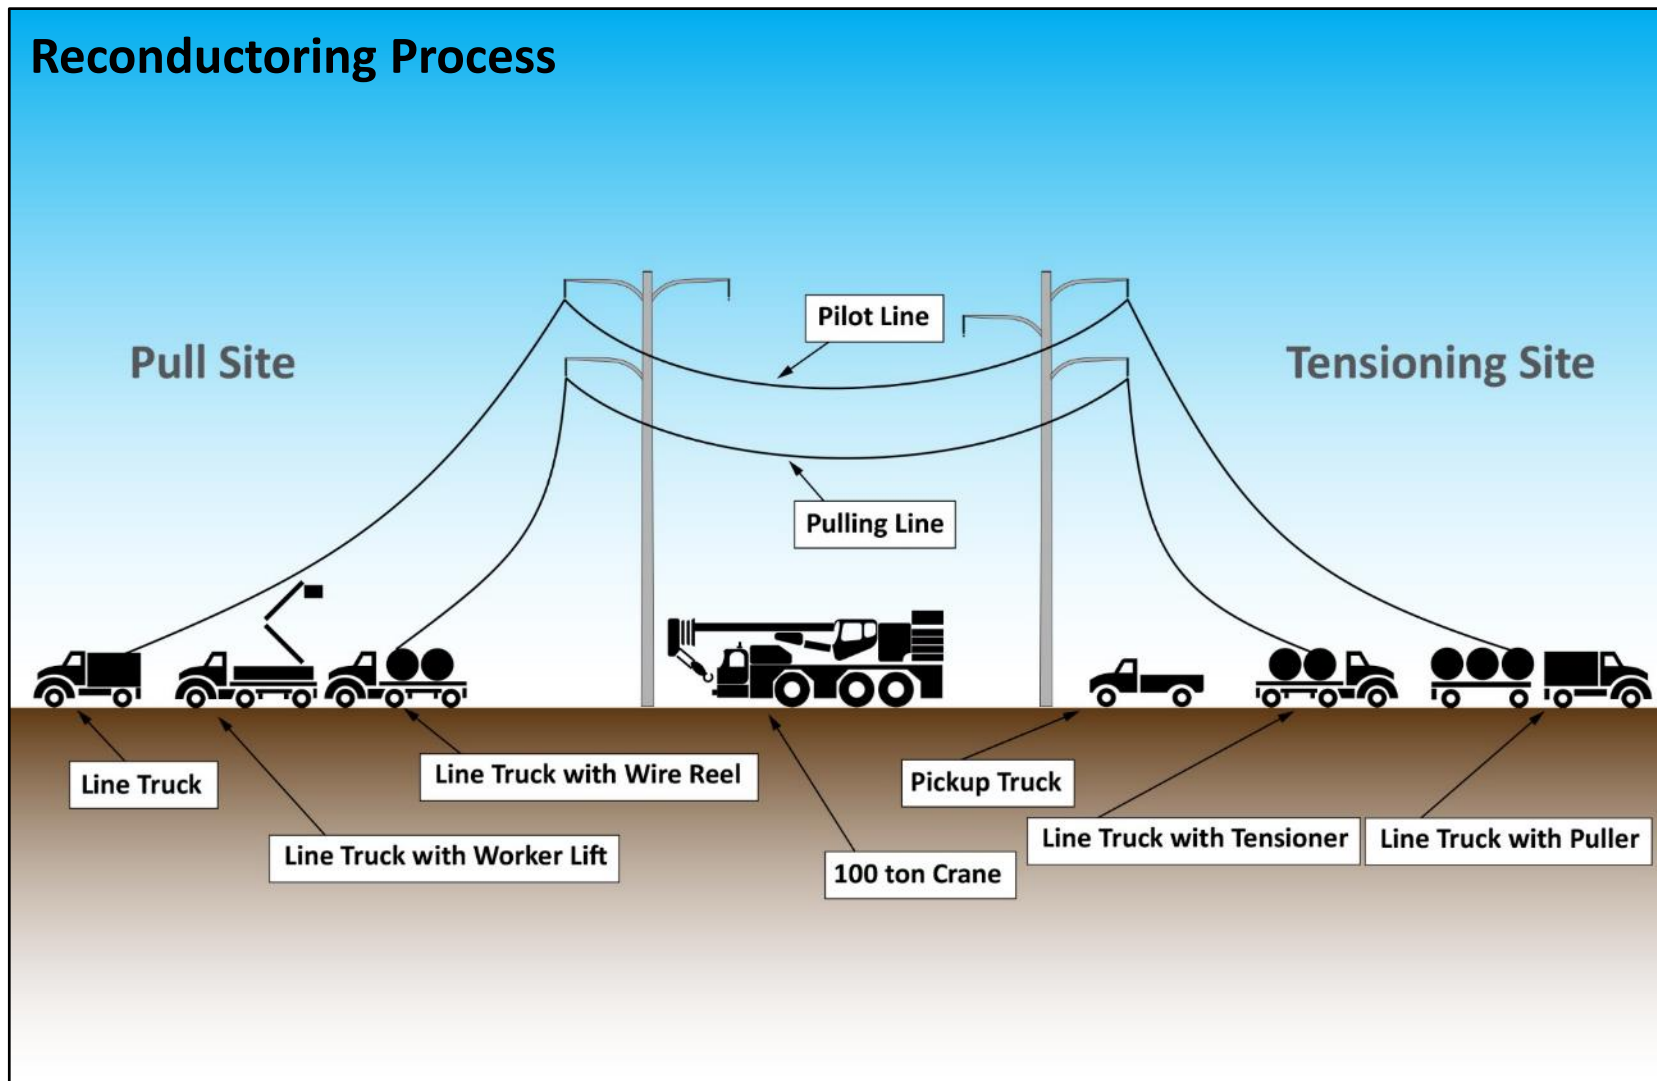 Reconductoring Process
Pilot Line
Pull Site
Tensioning Site
Pulling Line
Line Truck
Line Truck with Wire Reel
Pickup Truck
Line Truck with Worker Lift
100 ton Crane
Line Truck with Tensioner
Line Truck with Puller